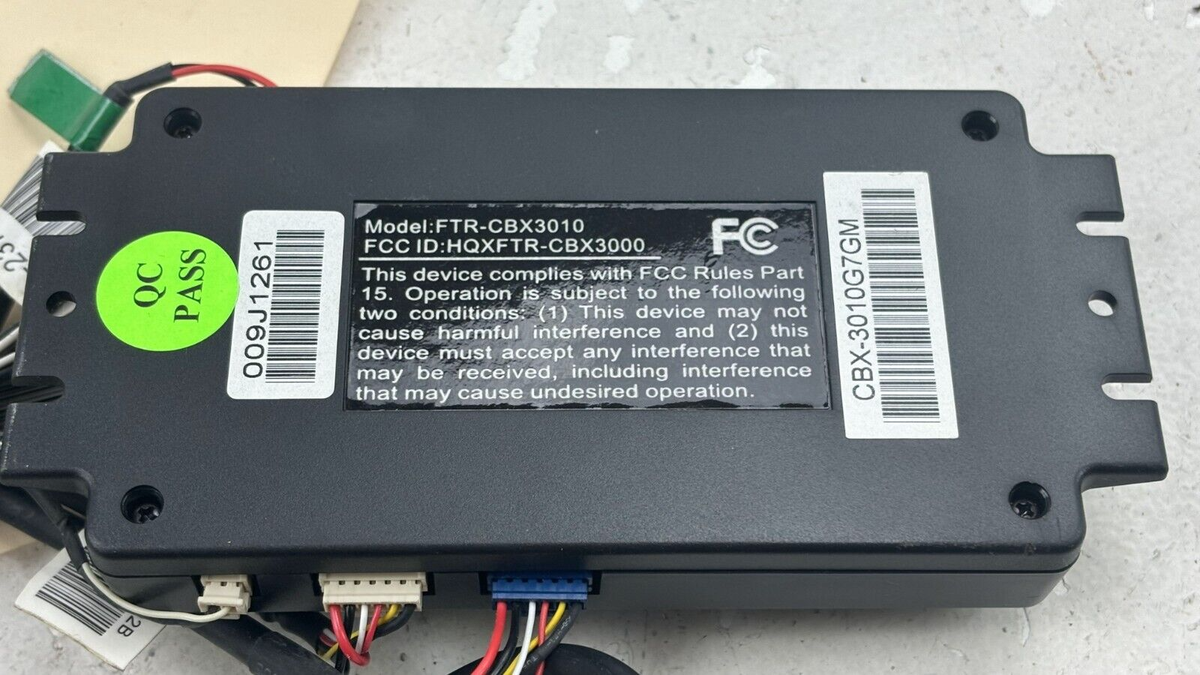 QC
PASS
009J1261
Model:FTR-CBX3010
FCC ID:HQXFTR-CBX3000
FC
This device complies with FCC Rules Part
15. Operation is subject to the following
two conditions: (1) This device may not
cause harmful interference and (2) this
device must accept any interference that
may be received, including interference
that may cause undesired operation.
CBX-3010G7GM
2B